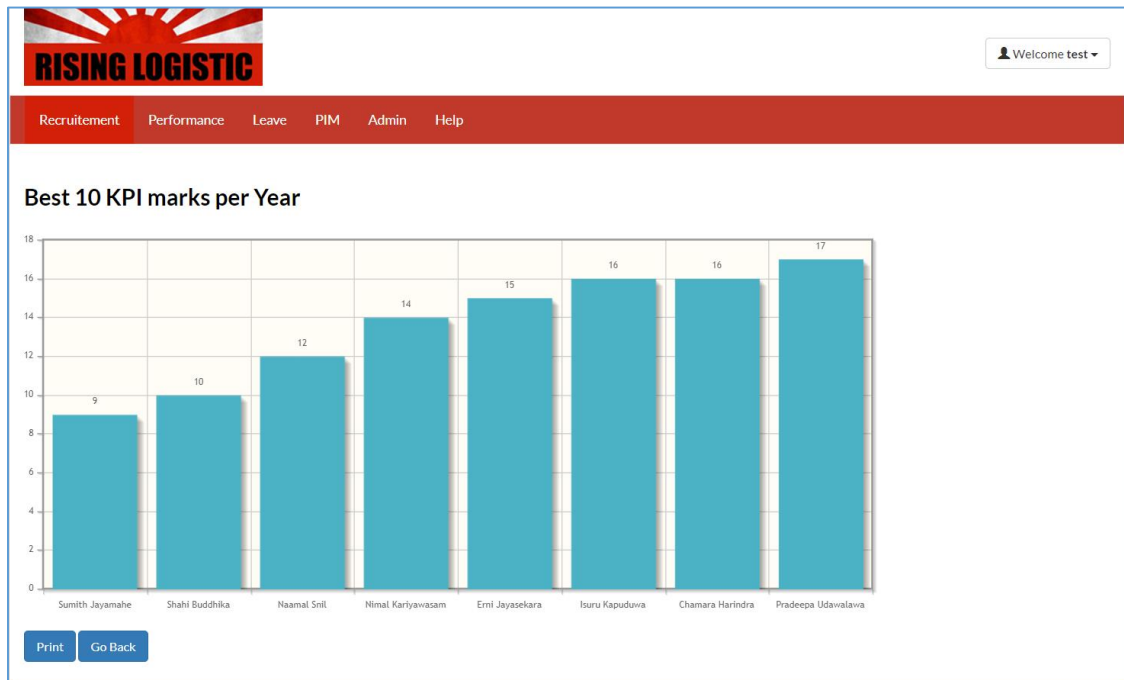 RISING LOGISTIC
Welcome test
Recruitement Performance Leave PIM Admin Help
Best 10 KPI marks per Year
18
16
14
12
10
8
6
4
2
0
9 10 12 14 15 16 16 17
Sumith Jayamahe Shahi Buddhika Naamal Snil Nimal Kariyawasam Erni Jayasekara Isuru Kapuduwa Chamara Harindra Pradeepa Udawalawa
Print Go Back